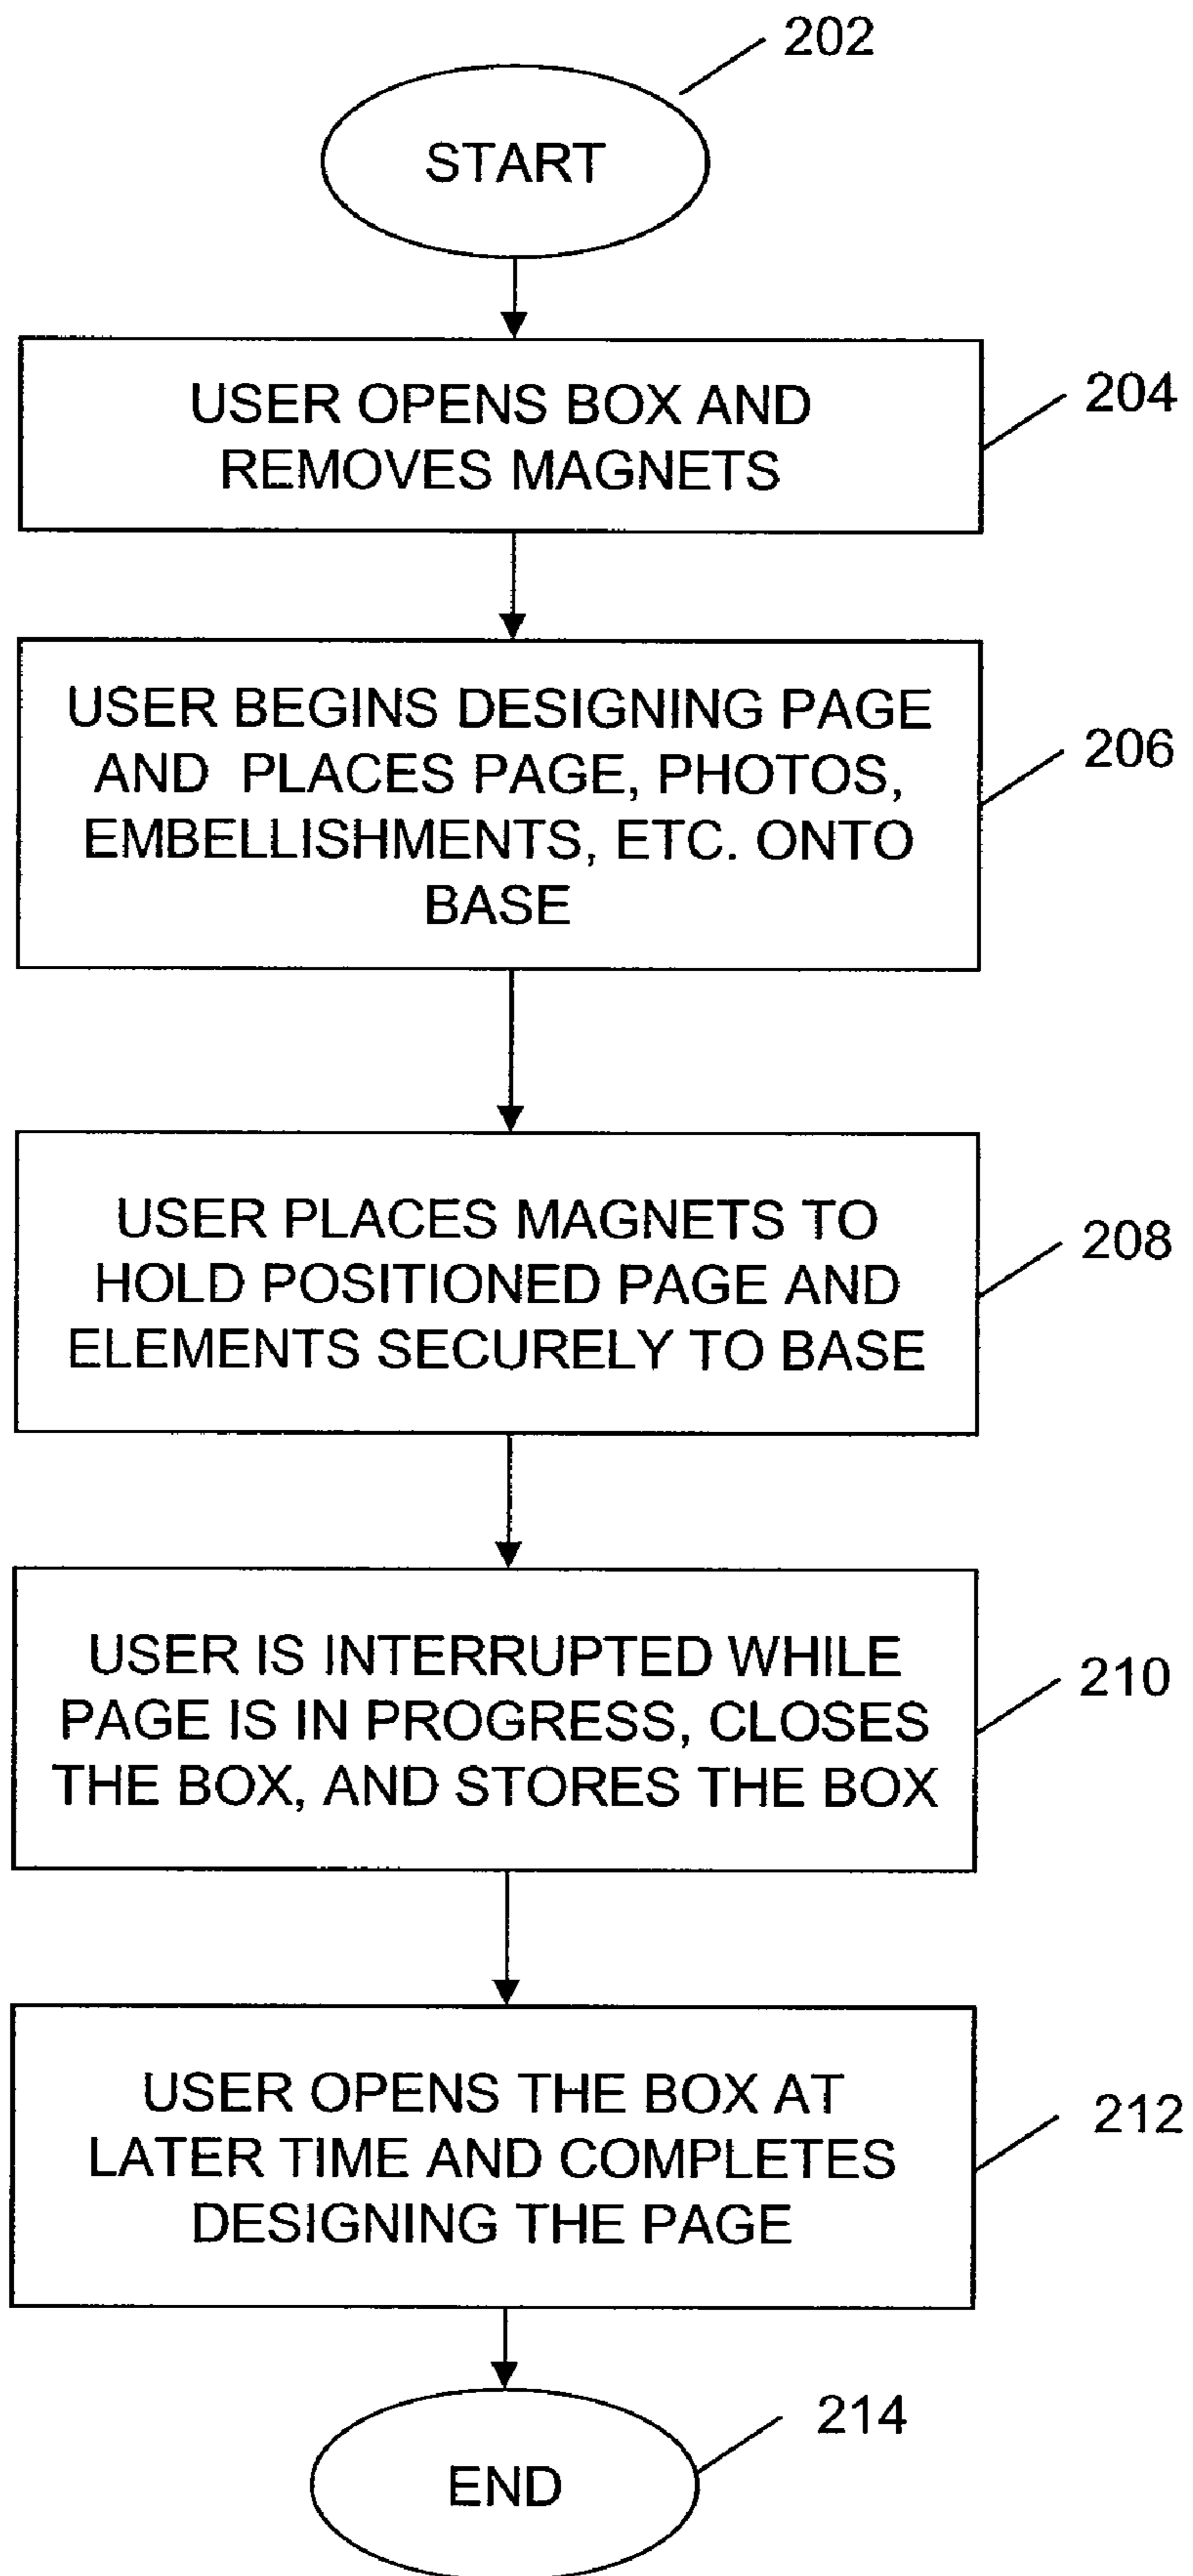 202
START
USER OPENS BOX AND
REMOVES MAGNETS
204
USER BEGINS DESIGNING PAGE
AND PLACES PAGE, PHOTOS,
EMBELLISHMENTS, ETC. ONTO
BASE
206
USER PLACES MAGNETS TO
HOLD POSITIONED PAGE AND
ELEMENTS SECURELY TO BASE
208
USER IS INTERRUPTED WHILE
PAGE IS IN PROGRESS, CLOSES
THE BOX, AND STORES THE BOX
210
USER OPENS THE BOX AT
LATER TIME AND COMPLETES
DESIGNING THE PAGE
212
214
END